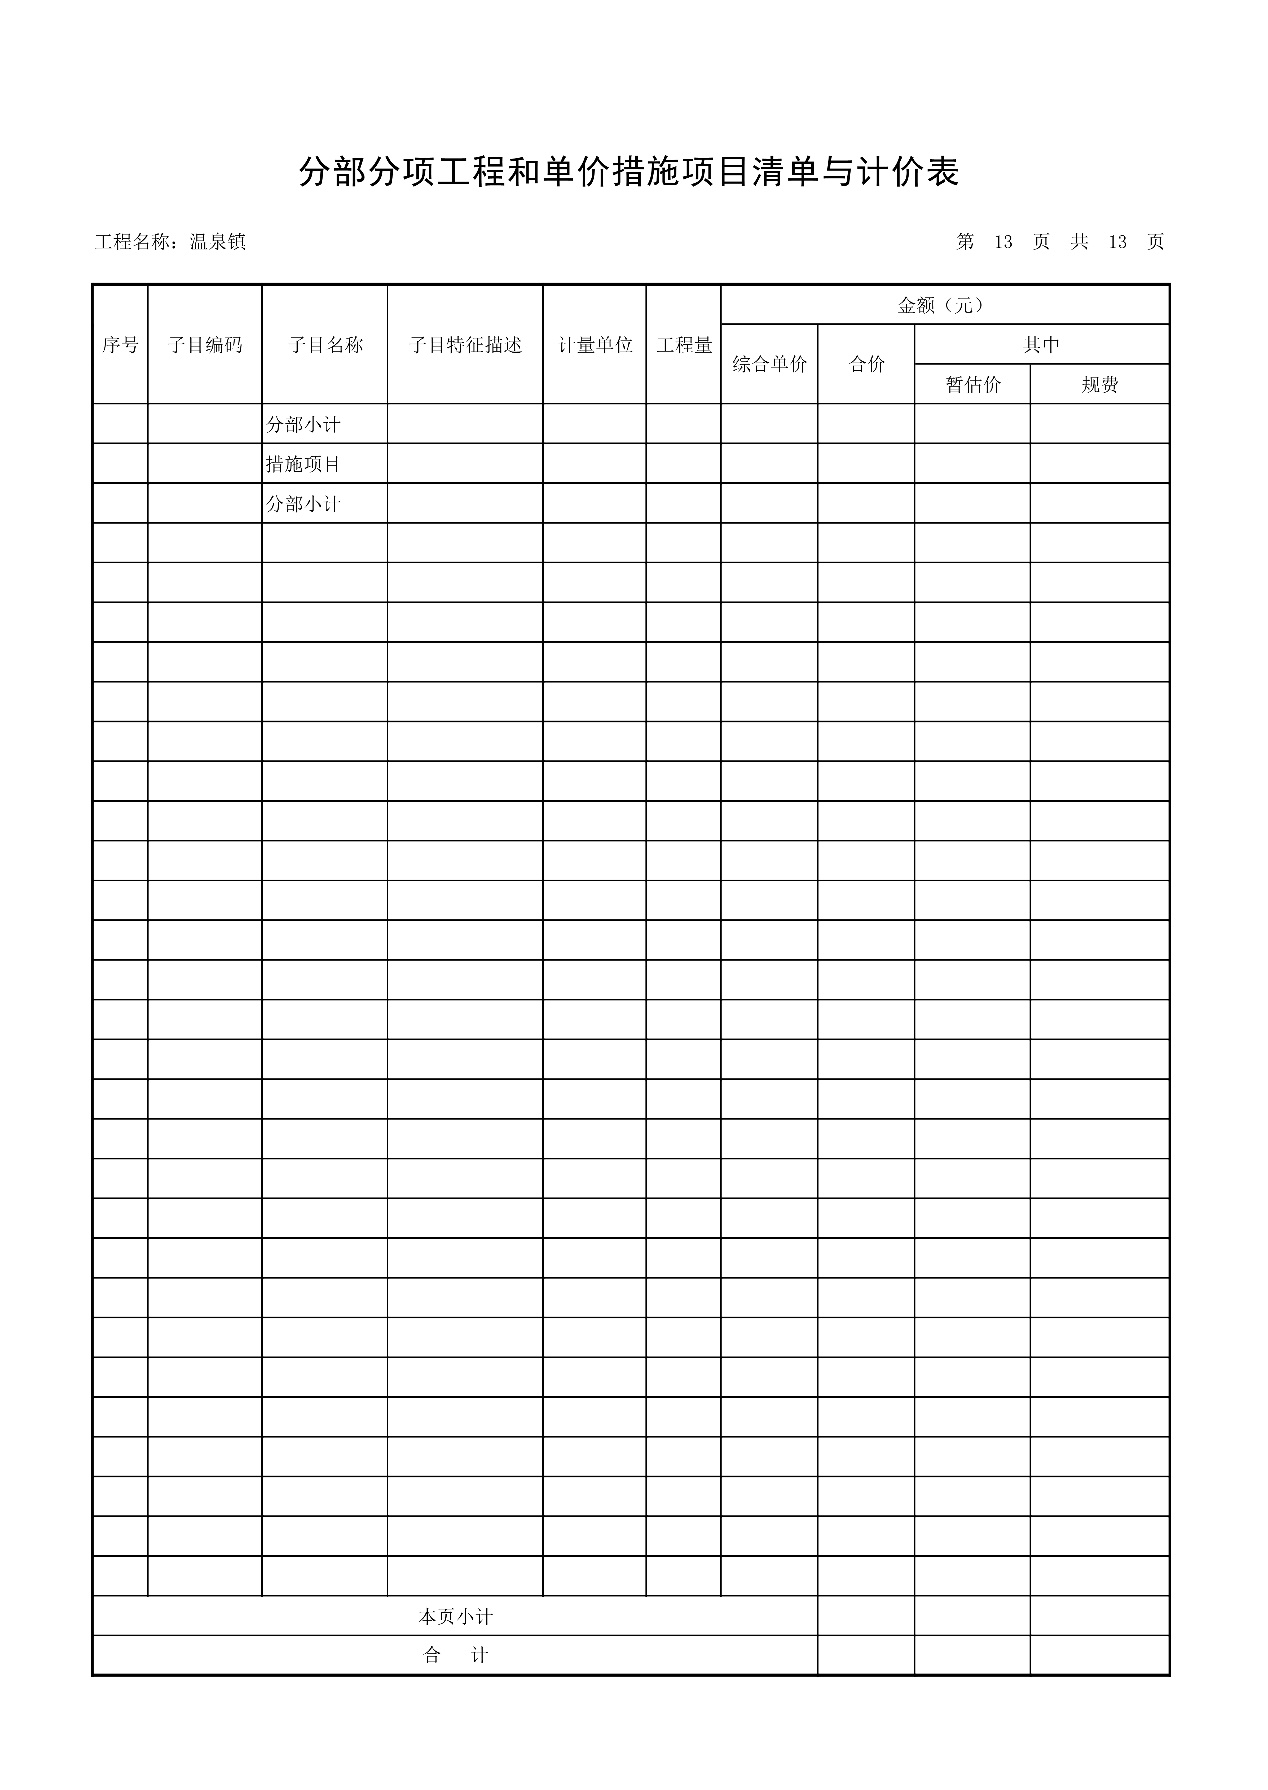 分部分项工程和单价措施项目清单与计价表
工程名称：温泉镇 第 13 页 共 13 页
金额（元）
序号 子目编码 子目名称 子目特征描述 计量单位 工程量 其中
综合单价 合价
暂估价 规费
分部小计
措施项目
分部小计
本页小计
合 计